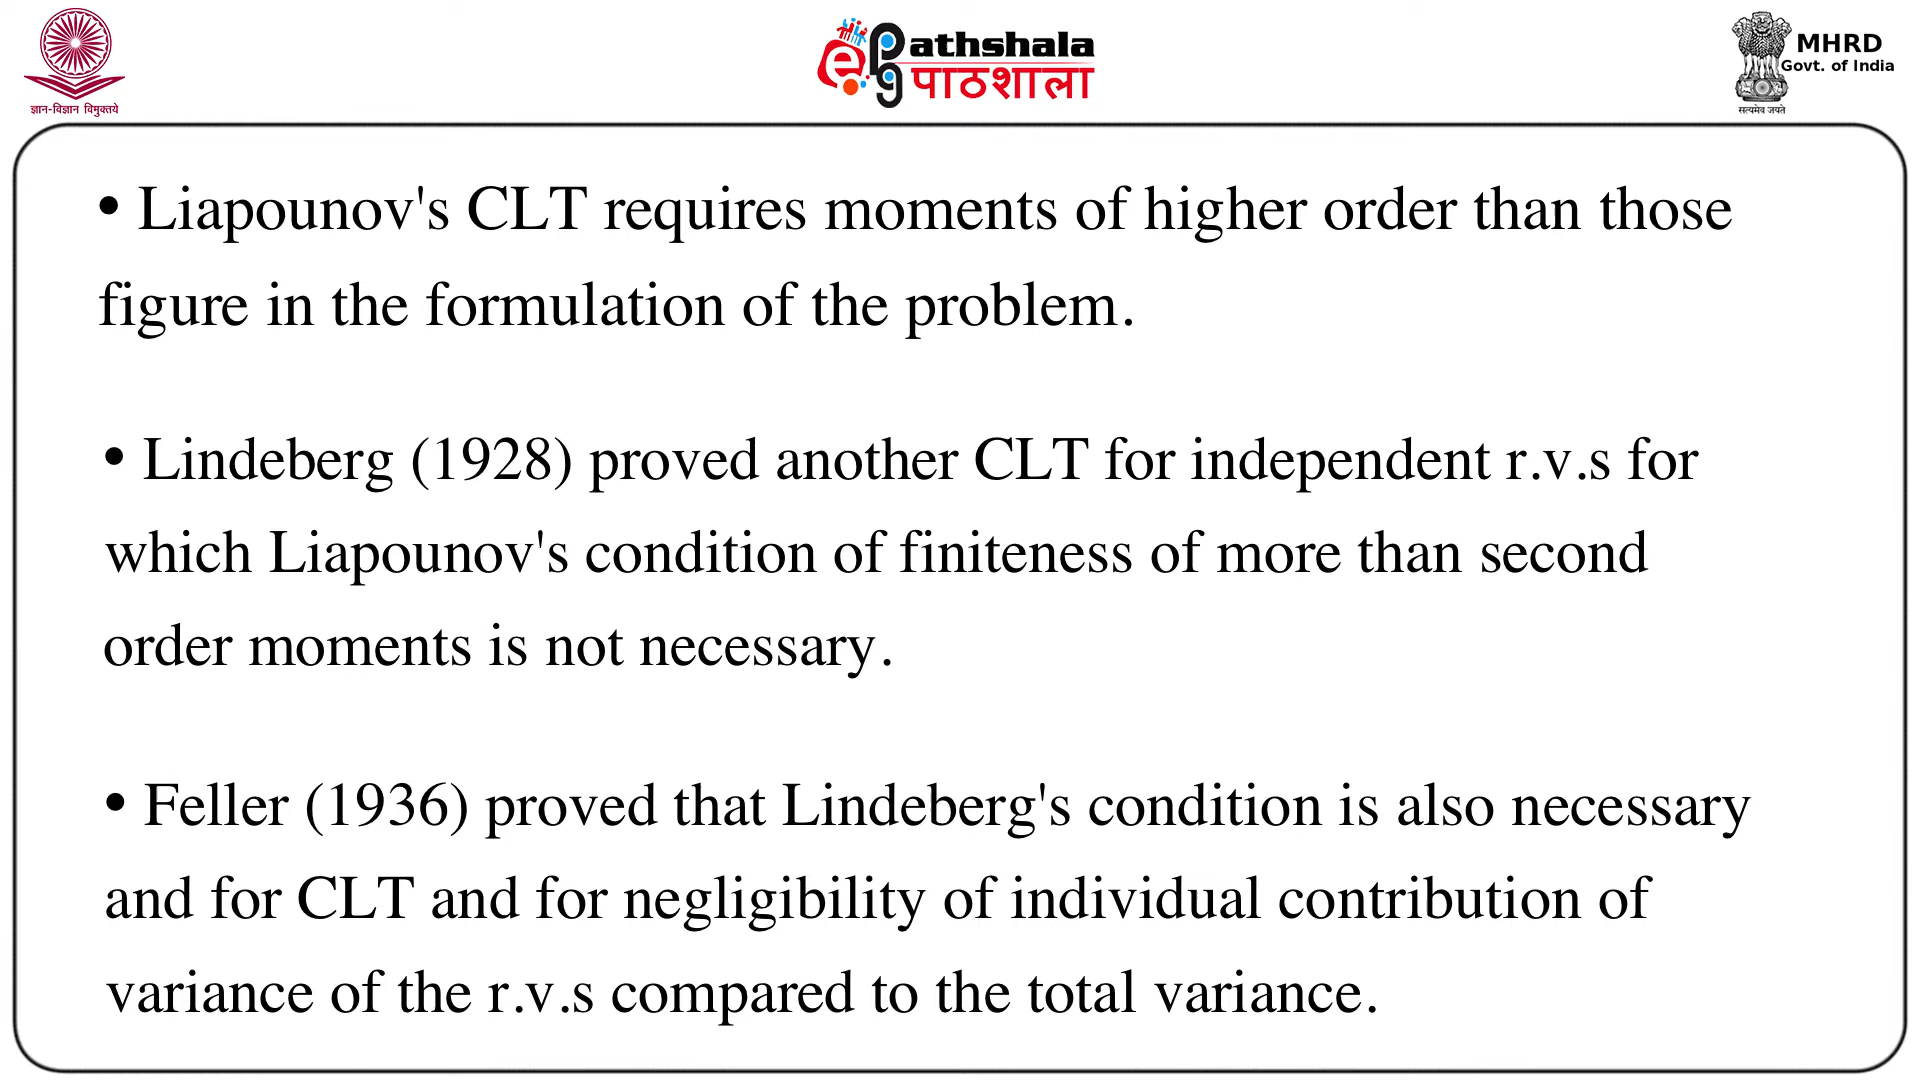 ज्ञान-विज्ञान विमुक्तये
e pg Pathshala
पाठशाला
MHRD
Govt. of India
सत्यमेव जयते
• Liapounov's CLT requires moments of higher order than those
figure in the formulation of the problem.
• Lindeberg (1928) proved another CLT for independent r.v.s for
which Liapounov's condition of finiteness of more than second
order moments is not necessary.
• Feller (1936) proved that Lindeberg's condition is also necessary
and for CLT and for negligibility of individual contribution of
variance of the r.v.s compared to the total variance.